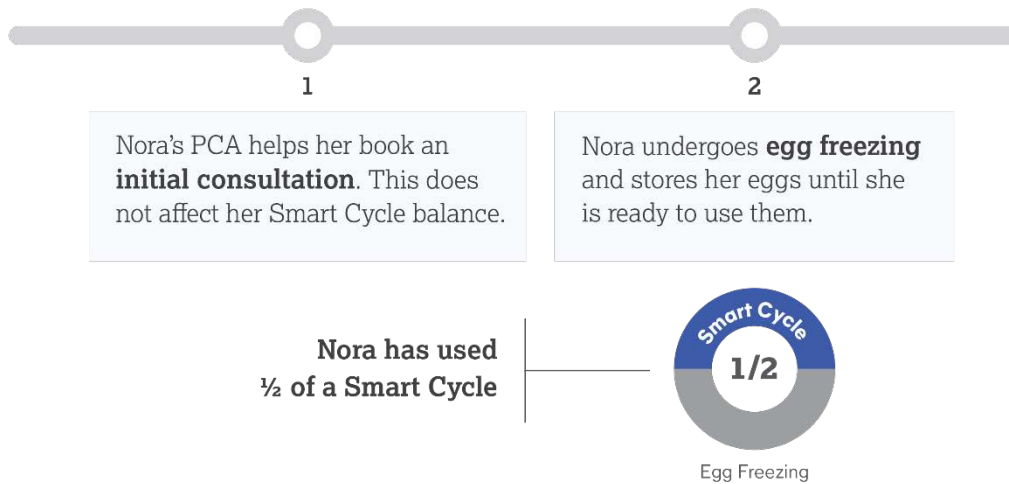 1
2
Nora’s PCA helps her book an
initial consultation. This does
not affect her Smart Cycle balance.
Nora undergoes egg freezing
and stores her eggs until she
is ready to use them.
Nora has used
½ of a Smart Cycle
Smart Cycle
1/2
Egg Freezing